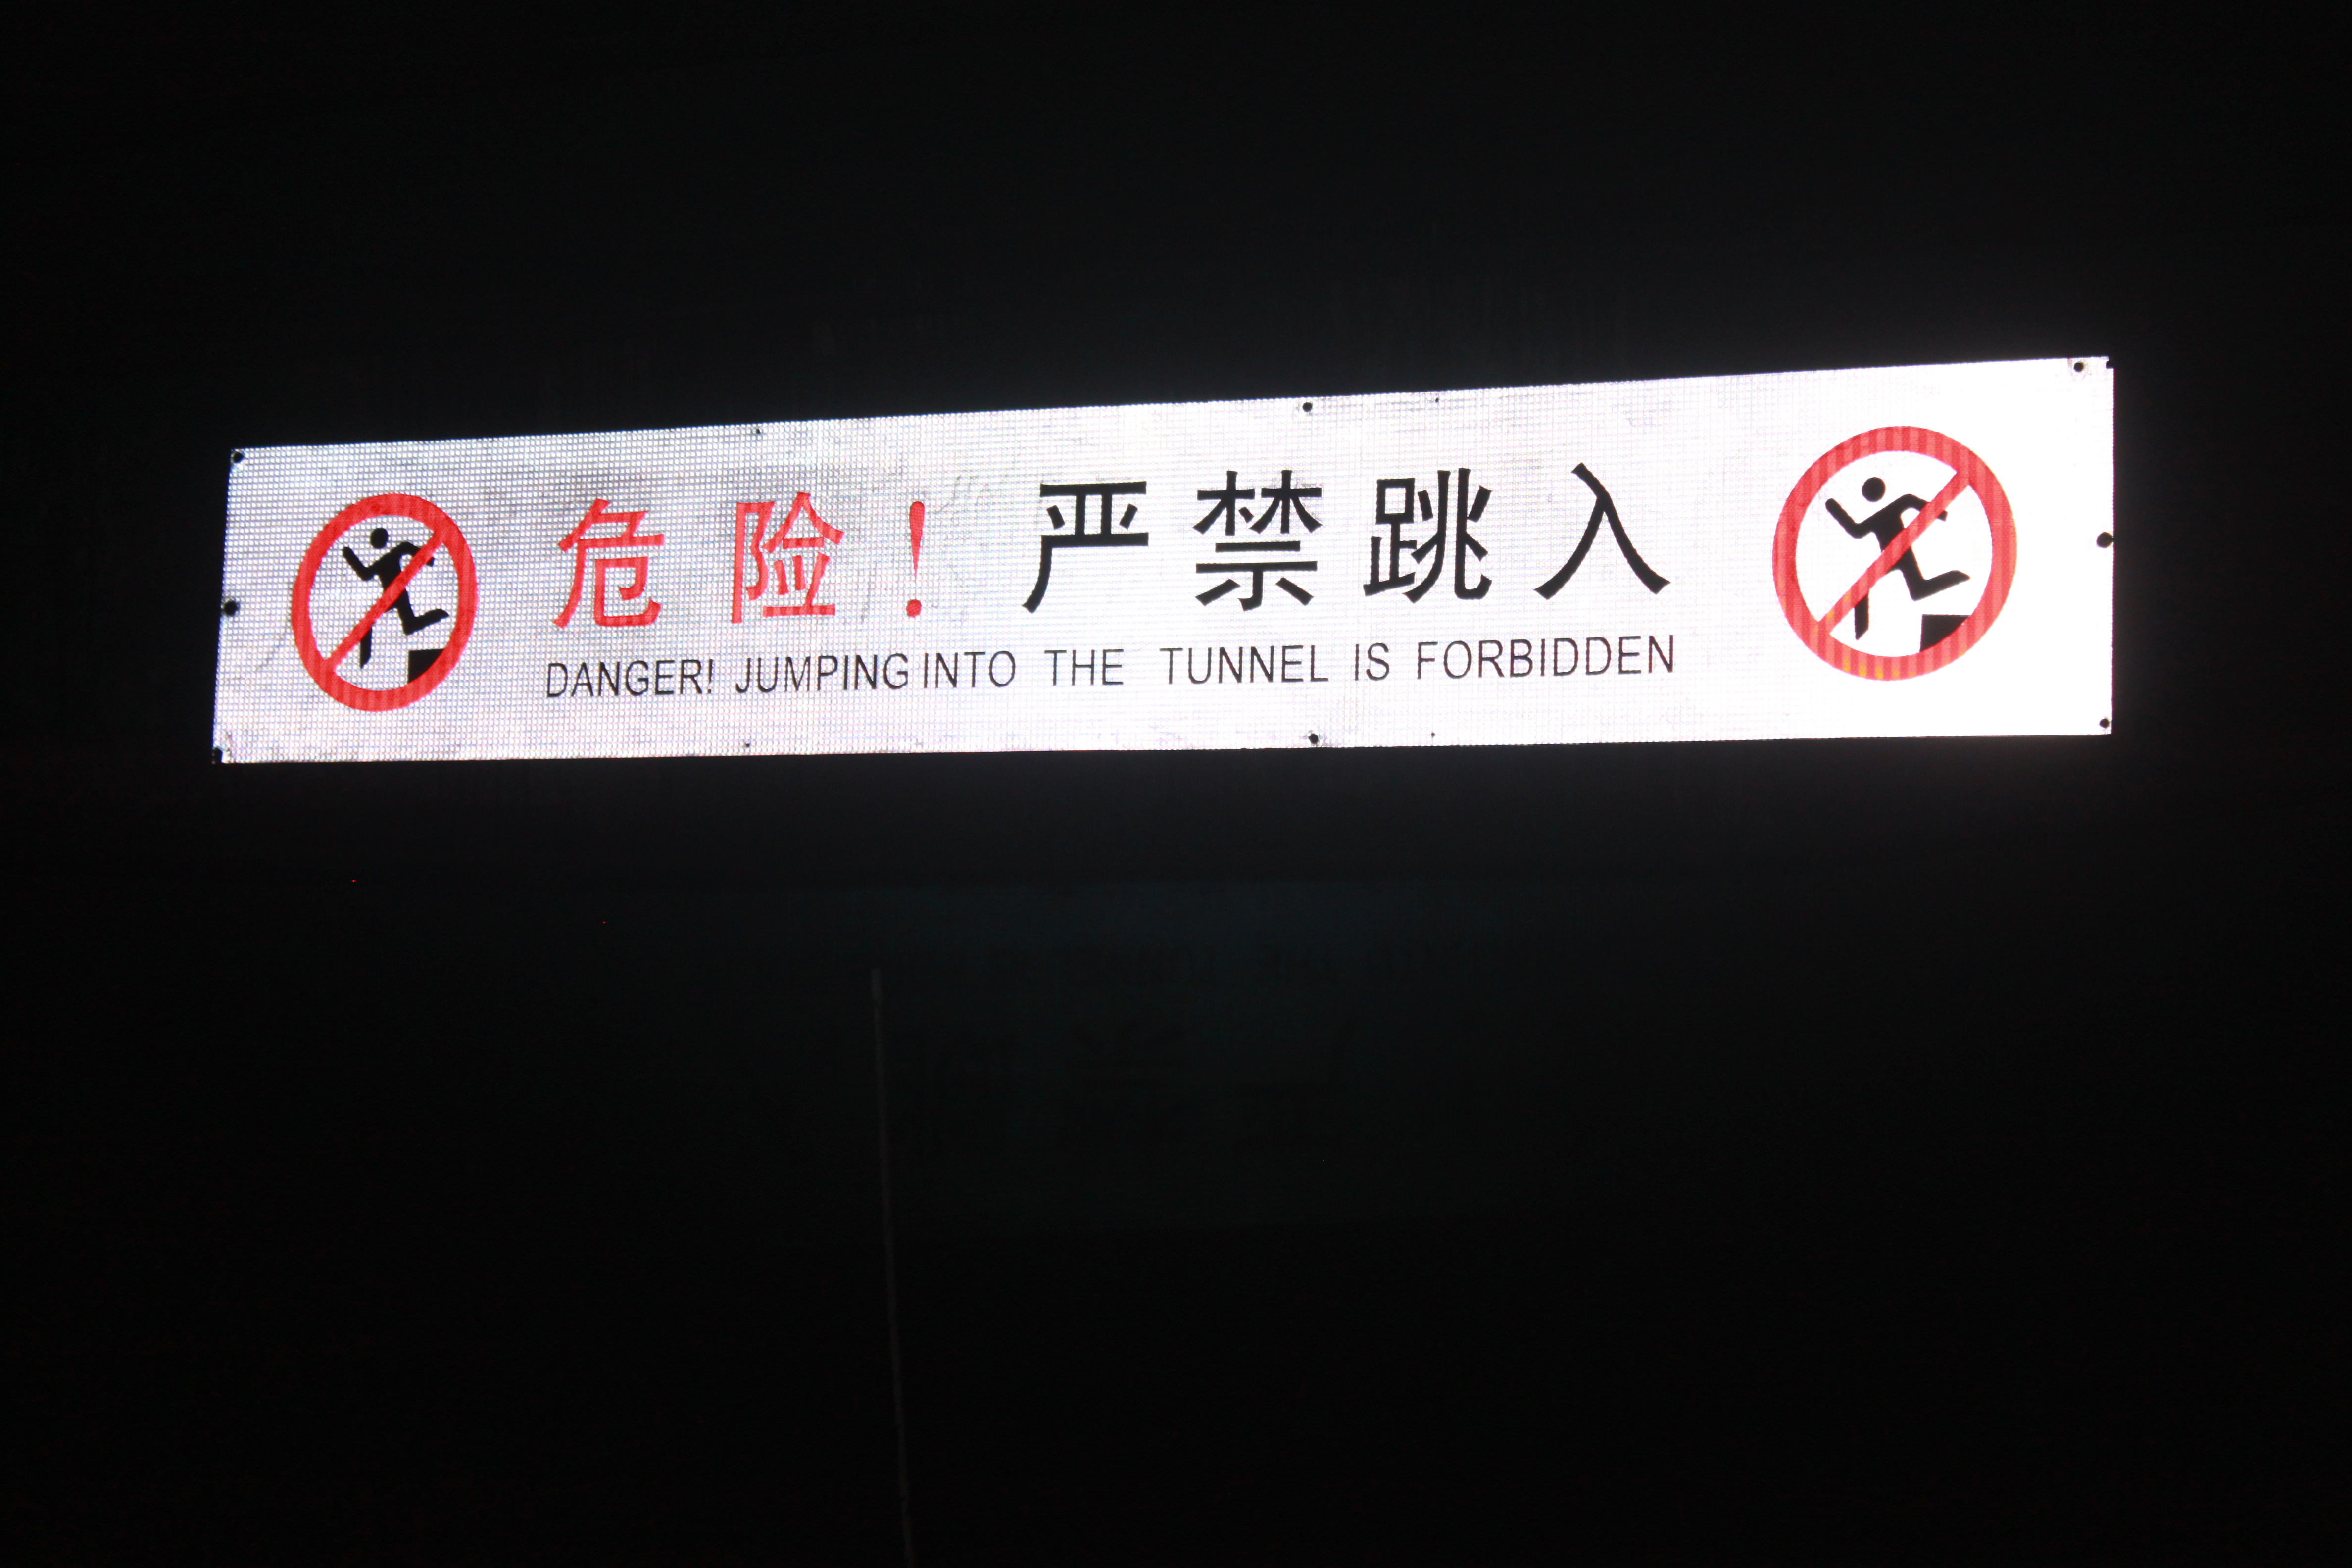 危险！严禁跳入
DANGER! JUMPING INTO THE TUNNEL IS FORBIDDEN